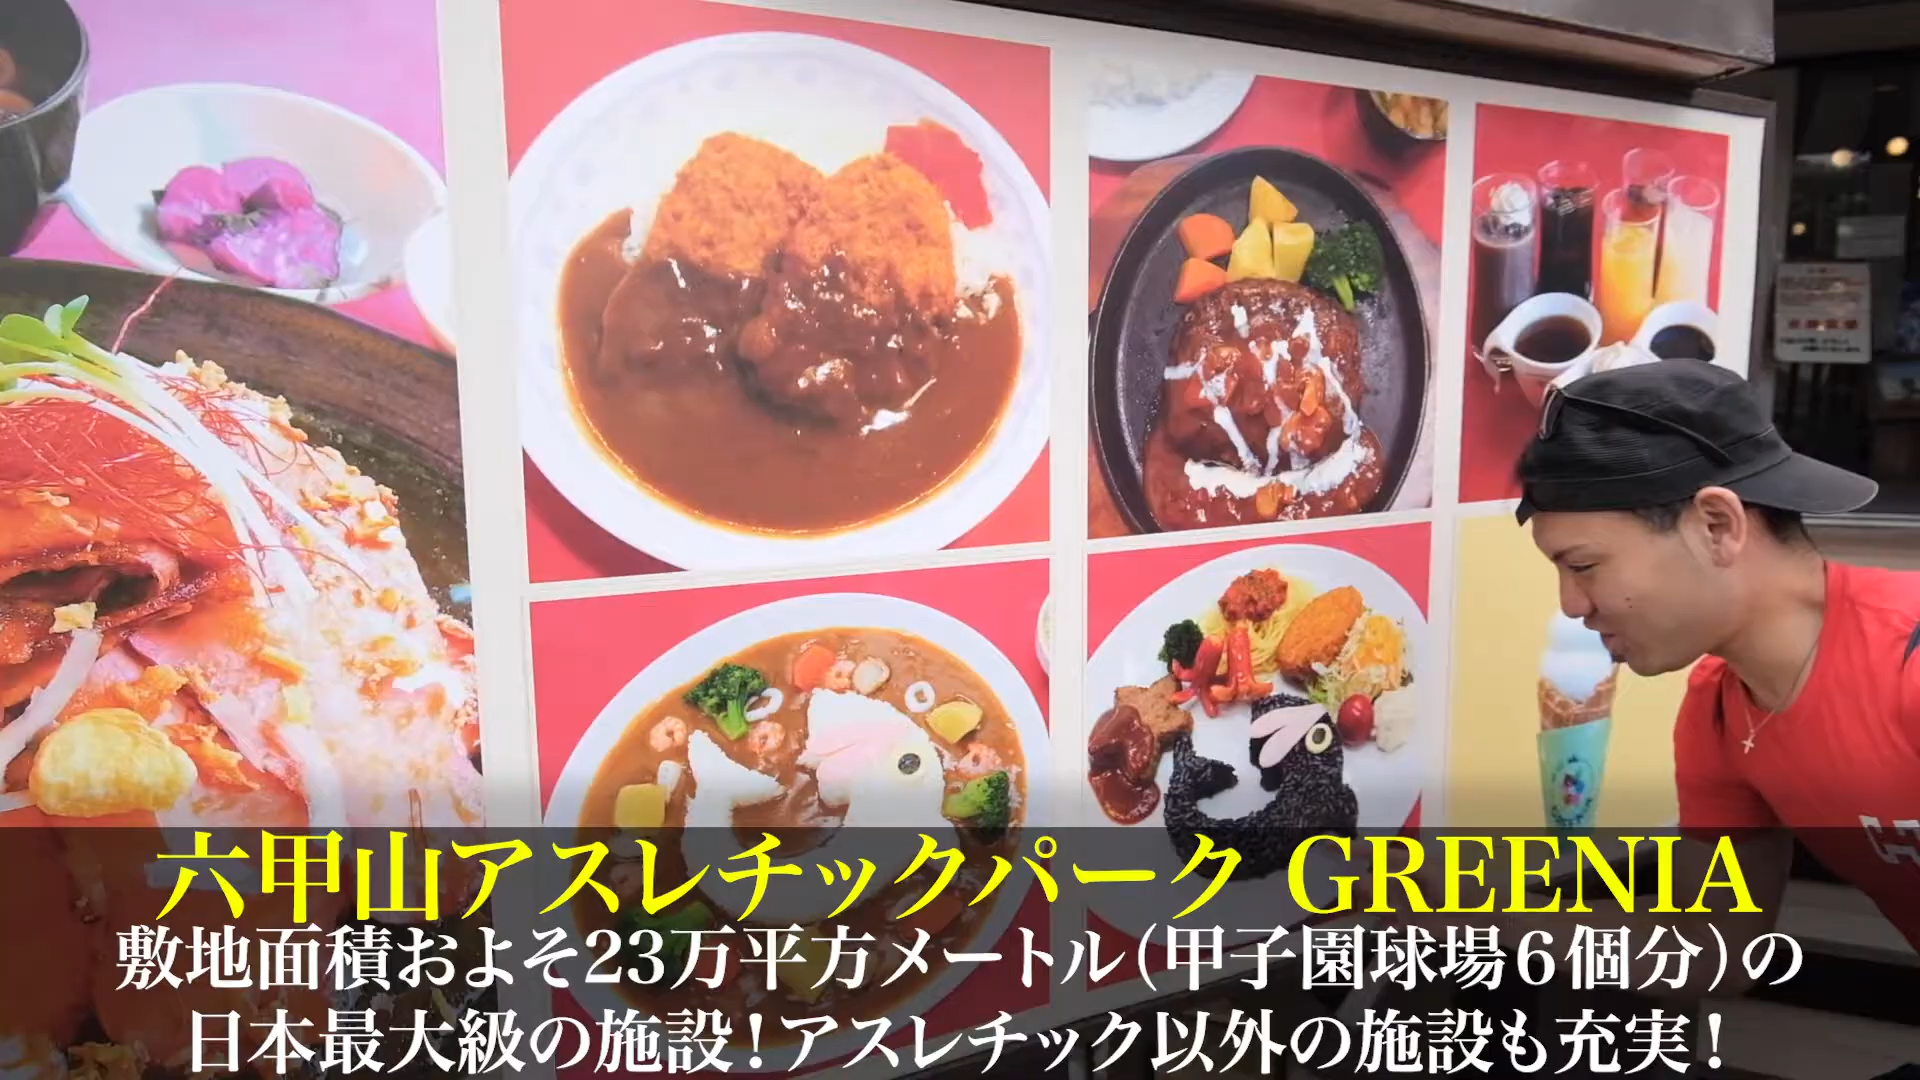 六甲山アスレチックパーク GREENIA
敷地面積およそ23万平方メートル（甲子園球場６個分）の
日本最大級の施設！アスレチック以外の施設も充実！